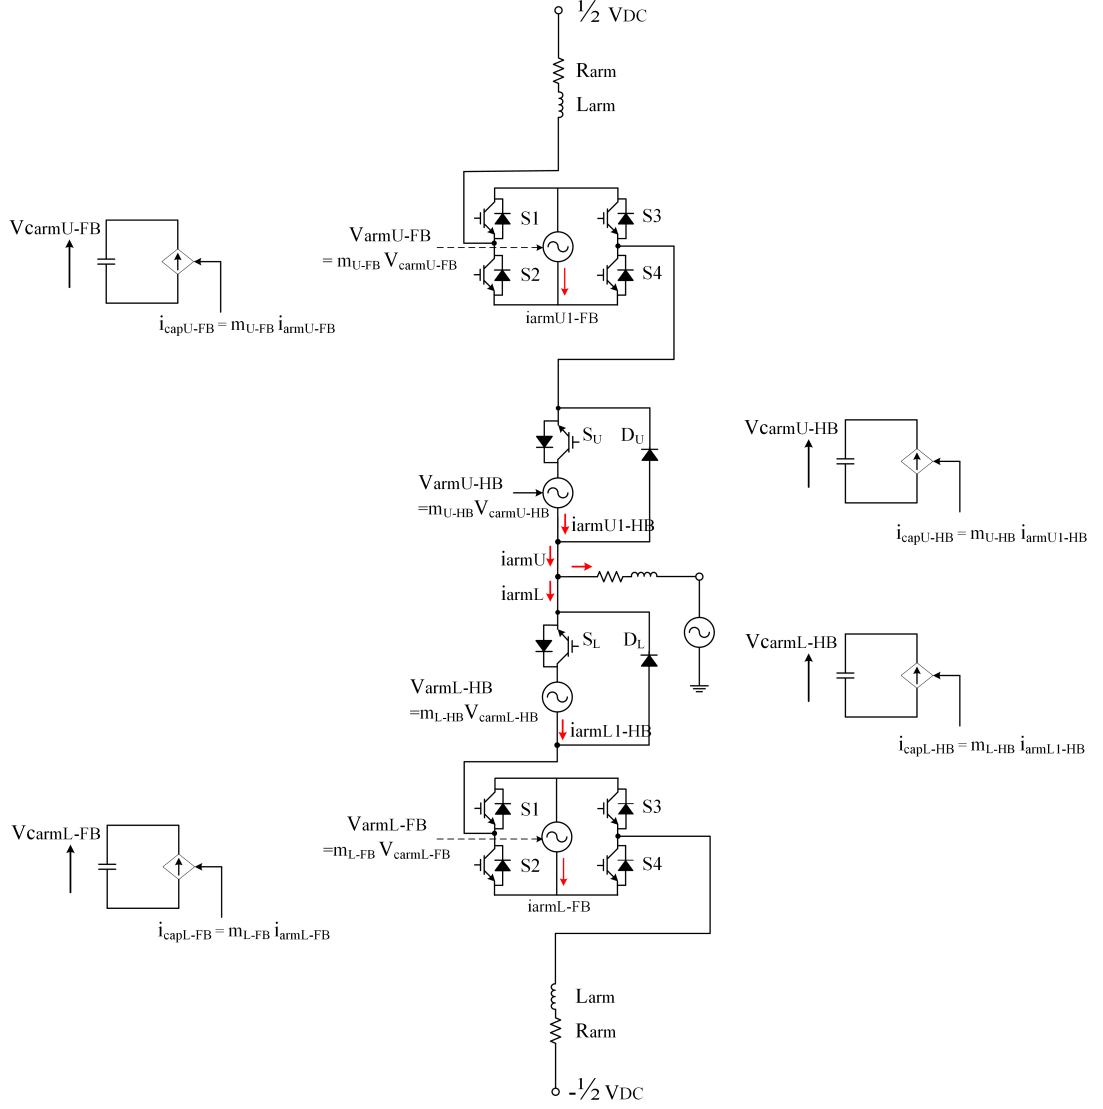 ½ VDC
Rarm
Larm
S1
S3
VcarmU-FB
VarmU-FB
= mU-FB VcarmU-FB
S2
S4
icapU-FB = mU-FB iarmU-FB
iarmU1-FB
SU
DU
VcarmU-HB
VarmU-HB
=mU-HBVcarmU-HB
iarmU1-HB
icapU-HB = mU-HB iarmU1-HB
iarmU
iarmL
SL
DL
VcarmL-HB
VarmL-HB
=mL-HBVcarmL-HB
iarmL1-HB
icapL-HB = mL-HB iarmL1-HB
S1
S3
VcarmL-FB
VarmL-FB
=mL-FB VcarmL-FB
S2
S4
iarmL-FB
icapL-FB = mL-FB iarmL-FB
Larm
Rarm
-½ VDC